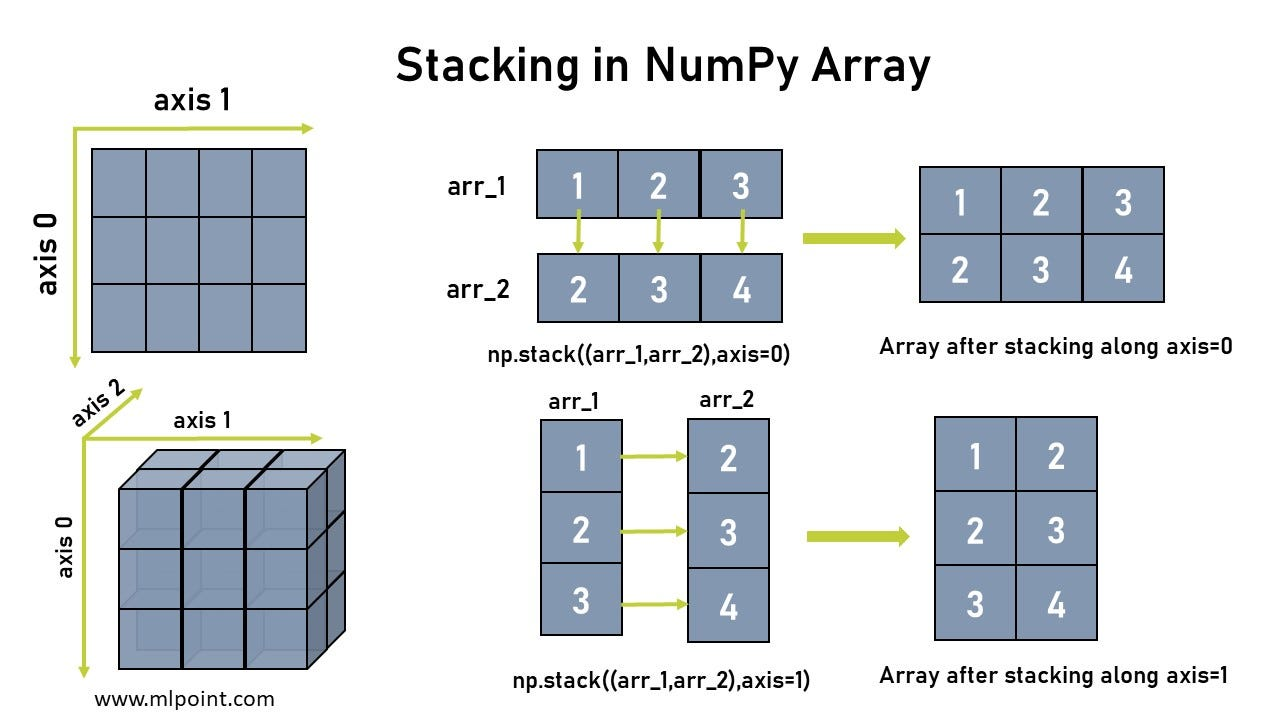 Stacking in NumPy Array
axis 1
axis 0
arr_1
1 2 3
arr_2
2 3 4
np.stack((arr_1,arr_2),axis=0)
1 2 3
2 3 4
Array after stacking along axis=0
axis 2
axis 1
axis 0
www.mlpoint.com
arr_1
arr_2
1 2
2 3
3 4
np.stack((arr_1,arr_2),axis=1)
1 2
2 3
3 4
Array after stacking along axis=1